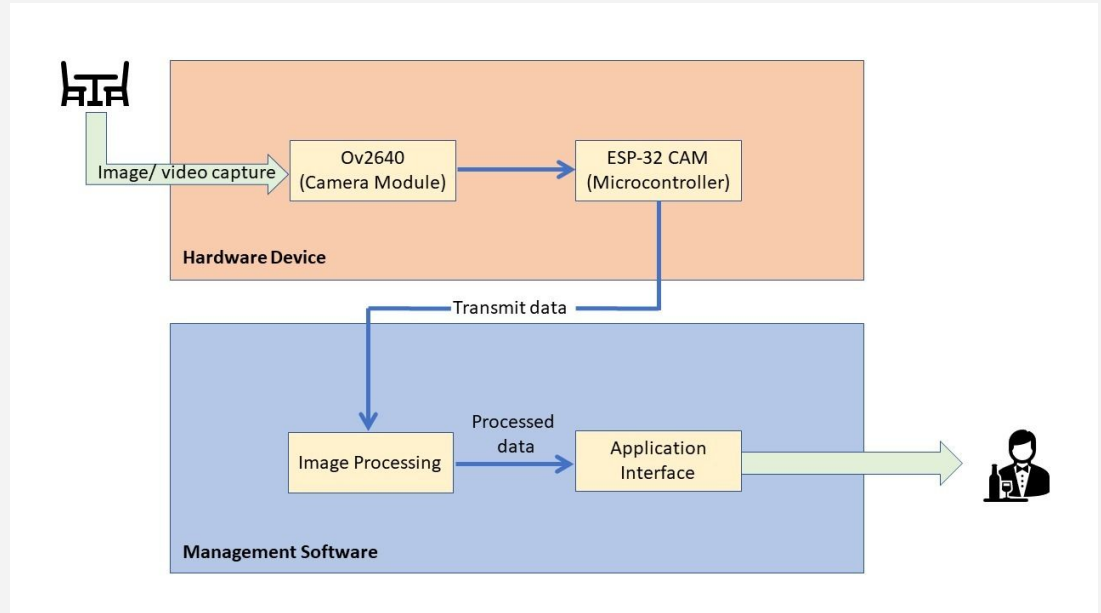 Image/ video capture
Ov2640
(Camera Module)
ESP-32 CAM
(Microcontroller)
Hardware Device
Transmit data
Image Processing
Processed
data
Application
Interface
Management Software